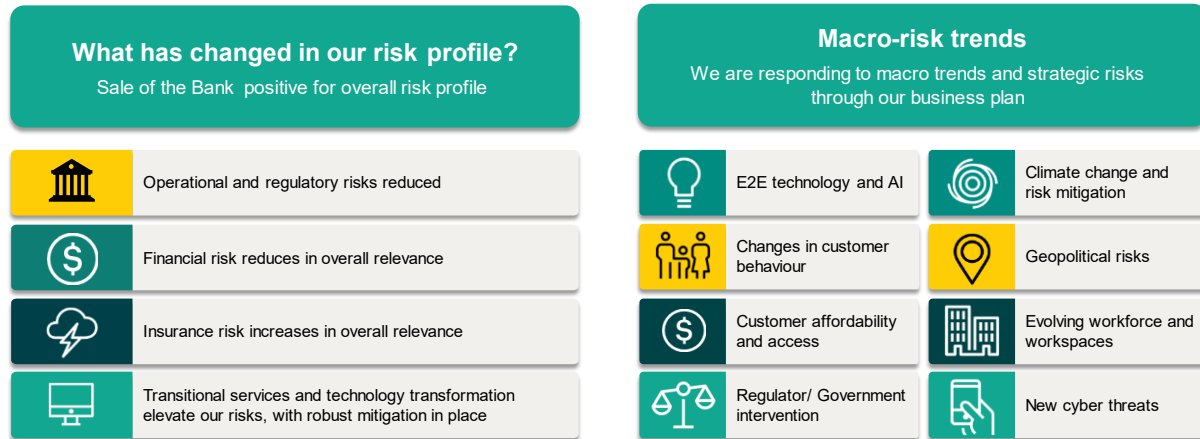 What has changed in our risk profile?
Sale of the Bank positive for overall risk profile
Operational and regulatory risks reduced
Financial risk reduces in overall relevance
Insurance risk increases in overall relevance
Transitional services and technology transformation
elevate our risks, with robust mitigation in place
Macro-risk trends
We are responding to macro trends and strategic risks
through our business plan
E2E technology and AI
Climate change and
risk mitigation
Changes in customer
behaviour
Geopolitical risks
Customer affordability
and access
Evolving workforce and
workspaces
Regulator/ Government
intervention
New cyber threats